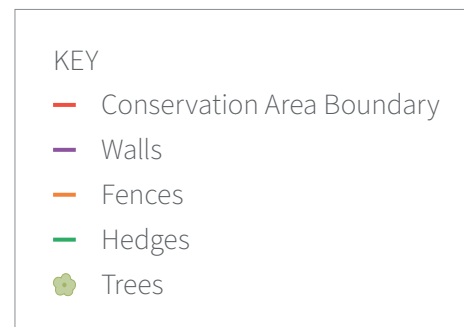 KEY
Conservation Area Boundary
Walls
Fences
Hedges
Trees